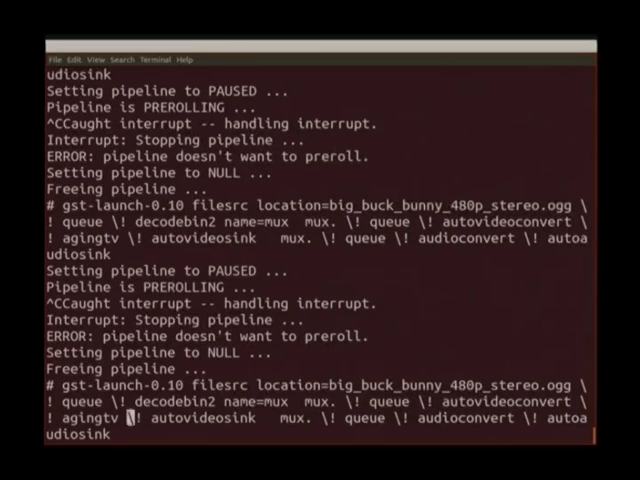 File Edit View Search Terminal Help
udiosink
Setting pipeline to PAUSED ...
Pipeline is PREROLLING ...
^CCaught interrupt -- handling interrupt.
Interrupt: Stopping pipeline ...
ERROR: pipeline doesn't want to preroll.
Setting pipeline to NULL ...
Freeing pipeline ...
# gst-launch-0.10 filesrc location=big_buck_bunny_480p_stereo.ogg \
! queue \! decodebin2 name=mux  mux. \! queue \! autovideoconvert \
! agingtv \! autovideosink   mux. \! queue \! audioconvert \! autoa
udiosink
Setting pipeline to PAUSED ...
Pipeline is PREROLLING ...
^CCaught interrupt -- handling interrupt.
Interrupt: Stopping pipeline ...
ERROR: pipeline doesn't want to preroll.
Setting pipeline to NULL ...
Freeing pipeline ...
# gst-launch-0.10 filesrc location=big_buck_bunny_480p_stereo.ogg \
! queue \! decodebin2 name=mux  mux. \! queue \! autovideoconvert \
! agingtv \! autovideosink   mux. \! queue \! audioconvert \! autoa
udiosink